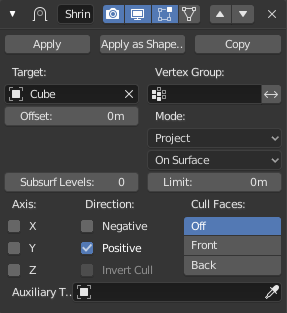 Shrin
Apply Apply as Shape.. Copy
Target: Vertex Group:
Cube
Offset: 0m Mode:
Project
On Surface
Subsurf Levels: 0 Limit: 0m
Axis: Direction: Cull Faces:
X Negative Off
Y Positive Front
Z Invert Cull Back
Auxiliary T..